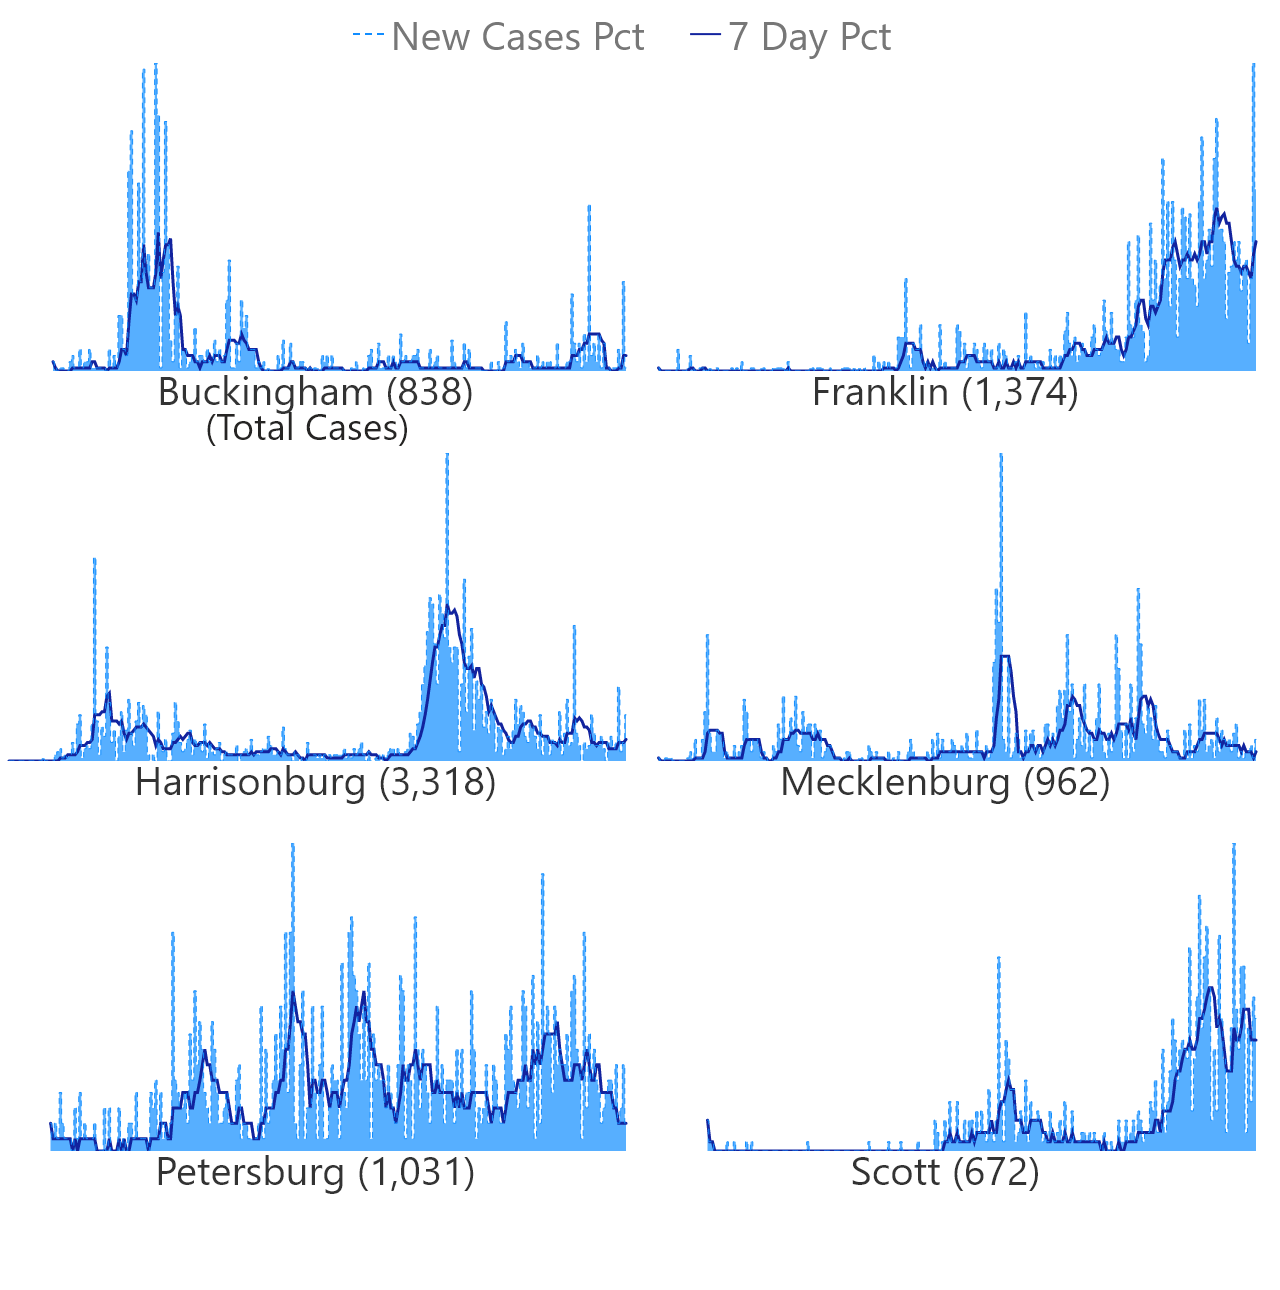 New Cases Pct 7 Day Pct
Buckingham (838) Franklin (1,374)
(Total Cases)
Harrisonburg (3,318) Mecklenburg (962)
Petersburg (1,031) Scott (672)